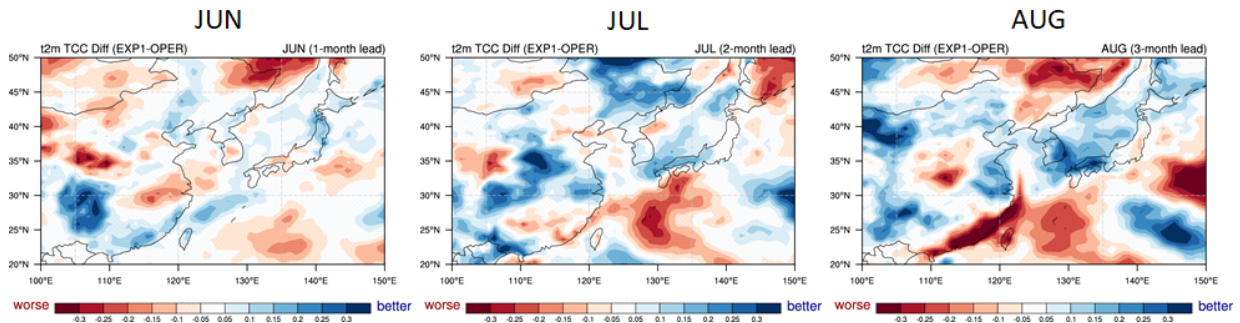 JUN
JUL
AUG
t2m TCC Diff (EXP1-OPER) JUN (1-month lead)
t2m TCC Diff (EXP1-OPER) JUL (2-month lead)
t2m TCC Diff (EXP1-OPER) AUG (3-month lead)
50°N
45°N
40°N
35°N
30°N
25°N
20°N
100°E 110°E 120°E 130°E 140°E 150°E
50°N
45°N
40°N
35°N
30°N
25°N
20°N
100°E 110°E 120°E 130°E 140°E 150°E
50°N
45°N
40°N
35°N
30°N
25°N
20°N
100°E 110°E 120°E 130°E 140°E 150°E
worse better
-0.3 -0.25 -0.2 -0.15 -0.1 -0.05 0.05 0.1 0.15 0.2 0.25 0.3
worse better
-0.3 -0.25 -0.2 -0.15 -0.1 -0.05 0.05 0.1 0.15 0.2 0.25 0.3
worse better
-0.3 -0.25 -0.2 -0.15 -0.1 -0.05 0.05 0.1 0.15 0.2 0.25 0.3